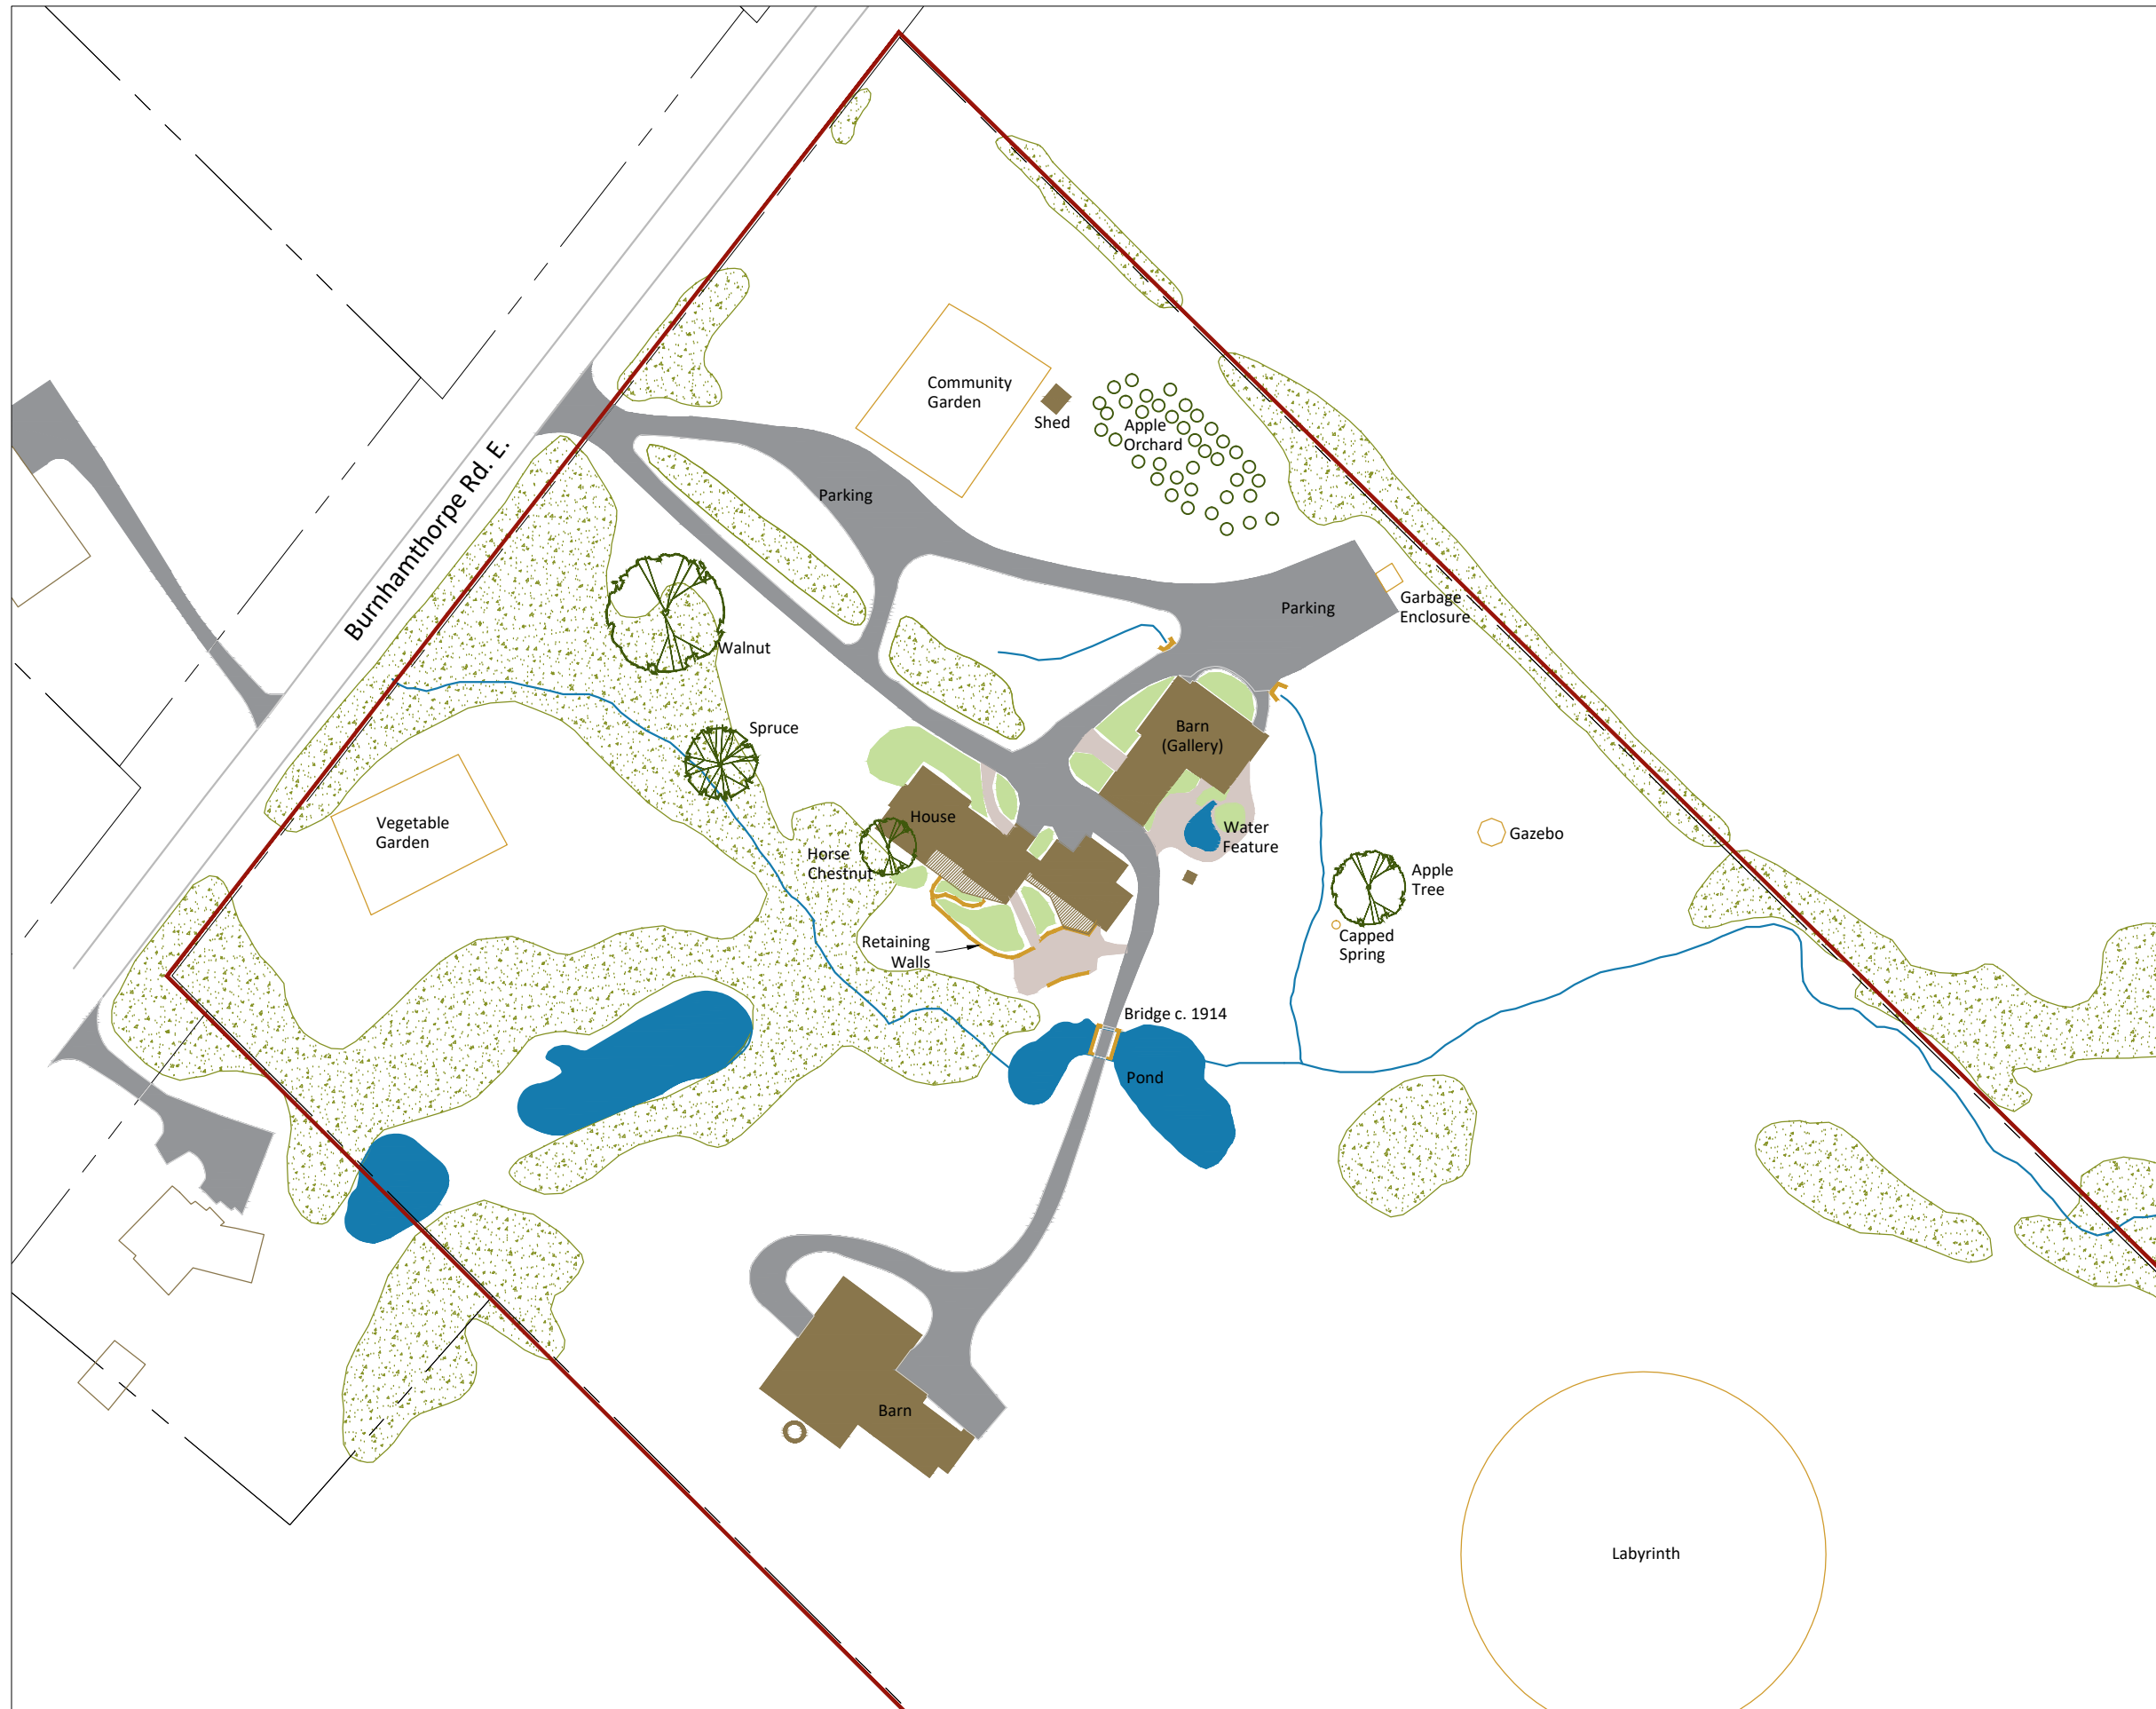 Community
Garden
Shed
Apple
Orchard
Burnhamthorpe Rd. E.
Parking
Parking
Garbage
Enclosure
Walnut
Spruce
Barn
(Gallery)
Vegetable
Garden
House
Water
Feature
Gazebo
Horse
Chestnut
Apple
Tree
Retaining
Walls
Capped
Spring
Bridge c. 1914
Pond
Barn
Labyrinth